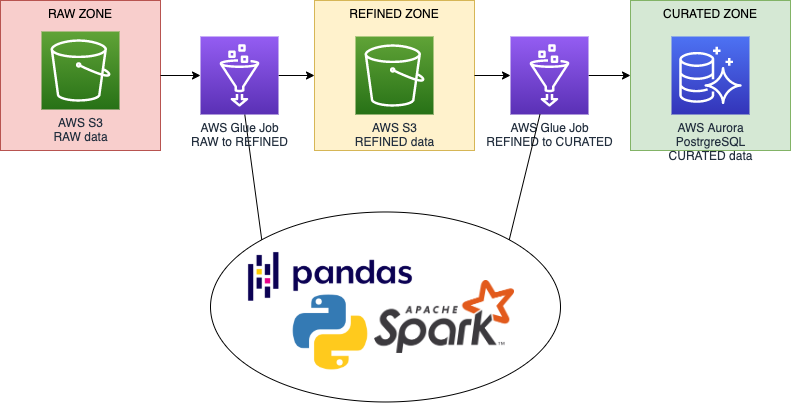 RAW ZONE
REFINED ZONE
CURATED ZONE
AWS S3
RAW data
AWS Glue Job
RAW to REFINED
AWS S3
REFINED data
AWS Glue Job
REFINED to CURATED
AWS Aurora
PostrgreSQL
CURATED data
pandas
APACHE
Spark
TM